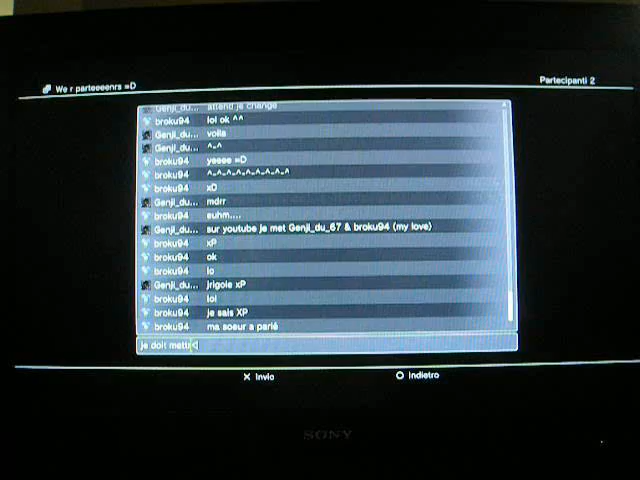 We r parteeeenrs =D
Partecipanti 2
Genji_du... attend je change
broku94 lol ok ^^
Genji_du... voila
Genji_du... ^-^
broku94 yeeee =D
broku94 ^-^-^-^-^-^-^-^-^
broku94 xD
Genji_du... mdrr
broku94 euhm....
Genji_du... sur youtube je met Genji_du_67 & broku94 (my love)
broku94 xP
broku94 ok
broku94 lo
Genji_du... jrigole xP
broku94 lol
broku94 je sais XP
broku94 ma soeur a parlé
je doit mettr
X Invio
O Indietro
SONY